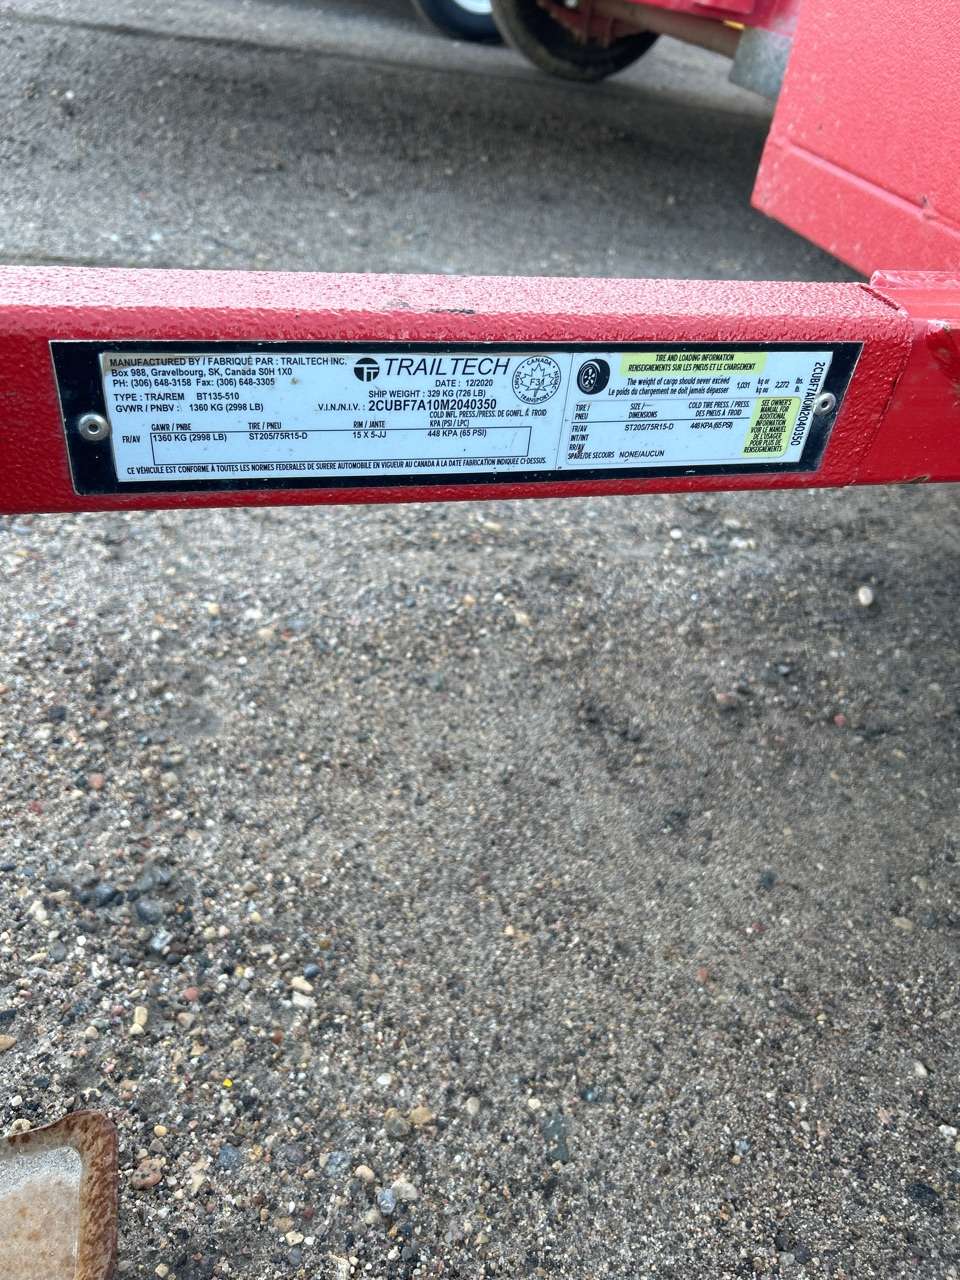 MANUFACTURED BY / FABRIQUÉ PAR : TRAILTECH INC.
Box 988, Gravelbourg, SK, Canada S0H 1X0
PH: (306) 648-3158 Fax: (306) 648-3305
TYPE : TRA/REM BT135-510
GVWR / PNBV : 1360 KG (2998 LB)
TRAILTECH
DATE : 12/2020
SHIP WEIGHT: 329 KG (726 LB)
V.I.N/N.I.V. : 2CUBF7A10M2040350
CANADA
TRANSPORT
GAWR / PNBE TIRE / PNEU RIM / JANTE COLD INFL. PRESS./PRESS. DE GONFL. À FROID
KPA (PSI / LPC)
FR/AV 1360 KG (2998 LB) ST205/75R15-D 15 X 5-JJ 448 KPA (65 PSI)
CE VÉHICULE EST CONFORME À TOUTES LES NORMES FEDERALES DE SURERE AUTOMOBILE EN VIGUEUR AU CANADA À LA DATE FABRICATION INDIQUÉE CI-DESSUS.
TIRE AND LOADING INFORMATION
RENSEIGNEMENTS SUR LES PNEUS ET LE CHARGEMENT
The weight of cargo should never exceed
Le poids du chargement ne doit jamais dépasser
1,031 kg or kg ou 2,272 lb
TIRE / PNEU SIZE / DIMENSIONS COLD TIRE PRESS. / PRESS. DES PNEUS À FROID
FR/AV ST205/75R15-D 448 KPA (65 PSI)
INT/INT
RR/AV
SPARE/DE SECOURS NONE/AUCUN
SEE OWNER'S
MANUAL FOR
ADDITIONAL
INFORMATION
VOIR LE MANUEL
DE L'USAGER
POUR PLUS DE
RENSEIGNEMENTS
2CUBF7A10M2040350